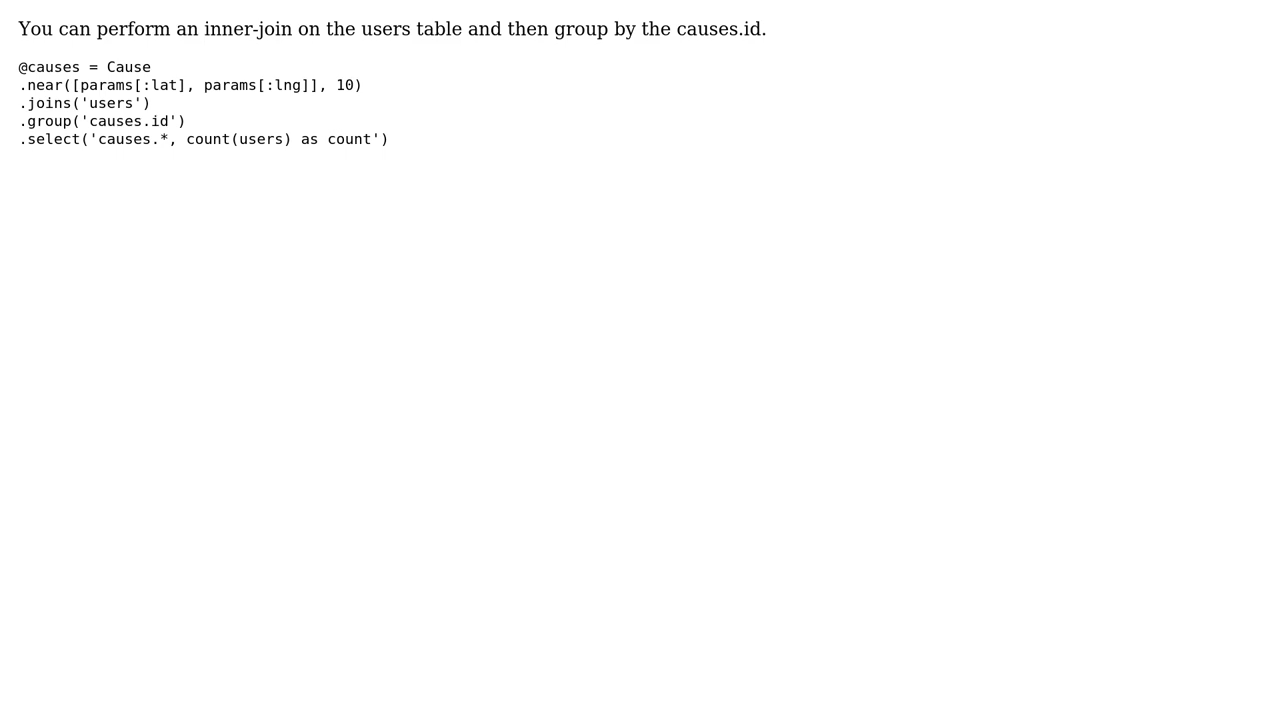 You can perform an inner-join on the users table and then group by the causes.id.
@causes = Cause
.near([params[:lat], params[:lng]], 10)
.joins('users')
.group('causes.id')
.select('causes.*, count(users) as count')